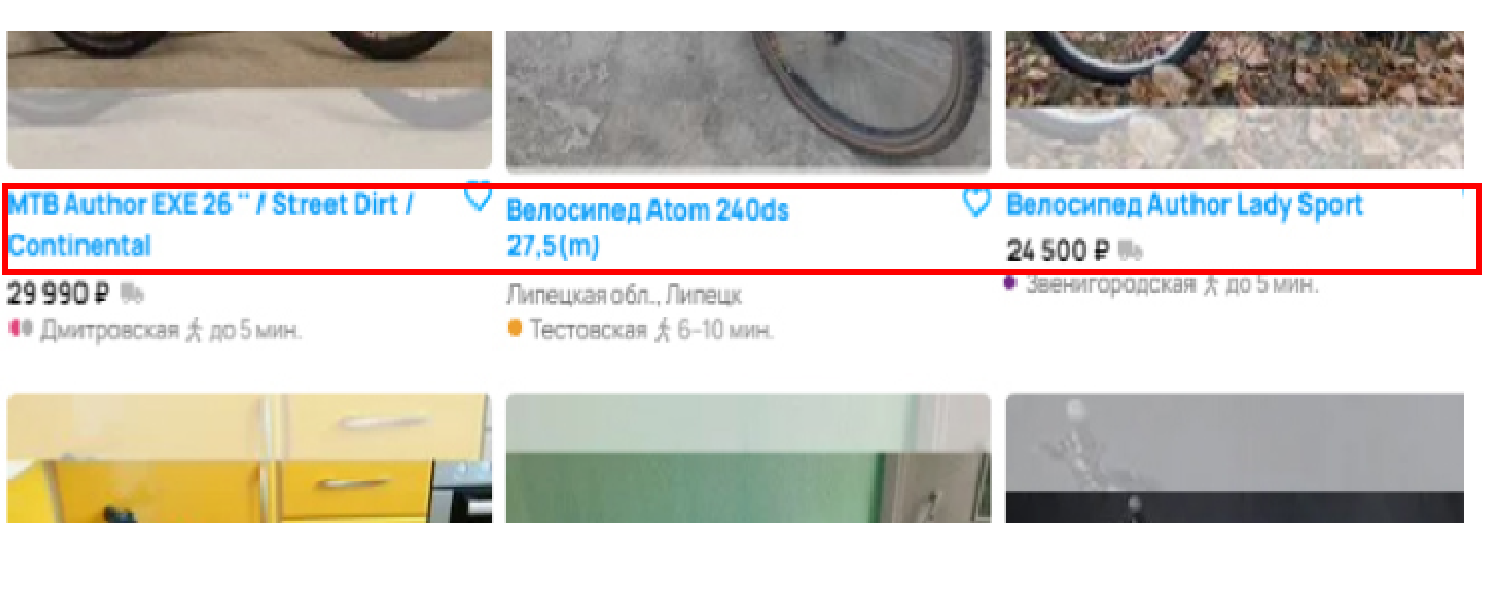 MTB Author EXE 26 '' / Street Dirt /
Continental
29 990 ₽
Дмитровская до 5 мин.
Велосипед Atom 240ds
27,5(m)
Липецкая обл., Липецк
Тестовская 6–10 мин.
Велосипед Author Lady Sport
24 500 ₽
Звенигородская до 5 мин.